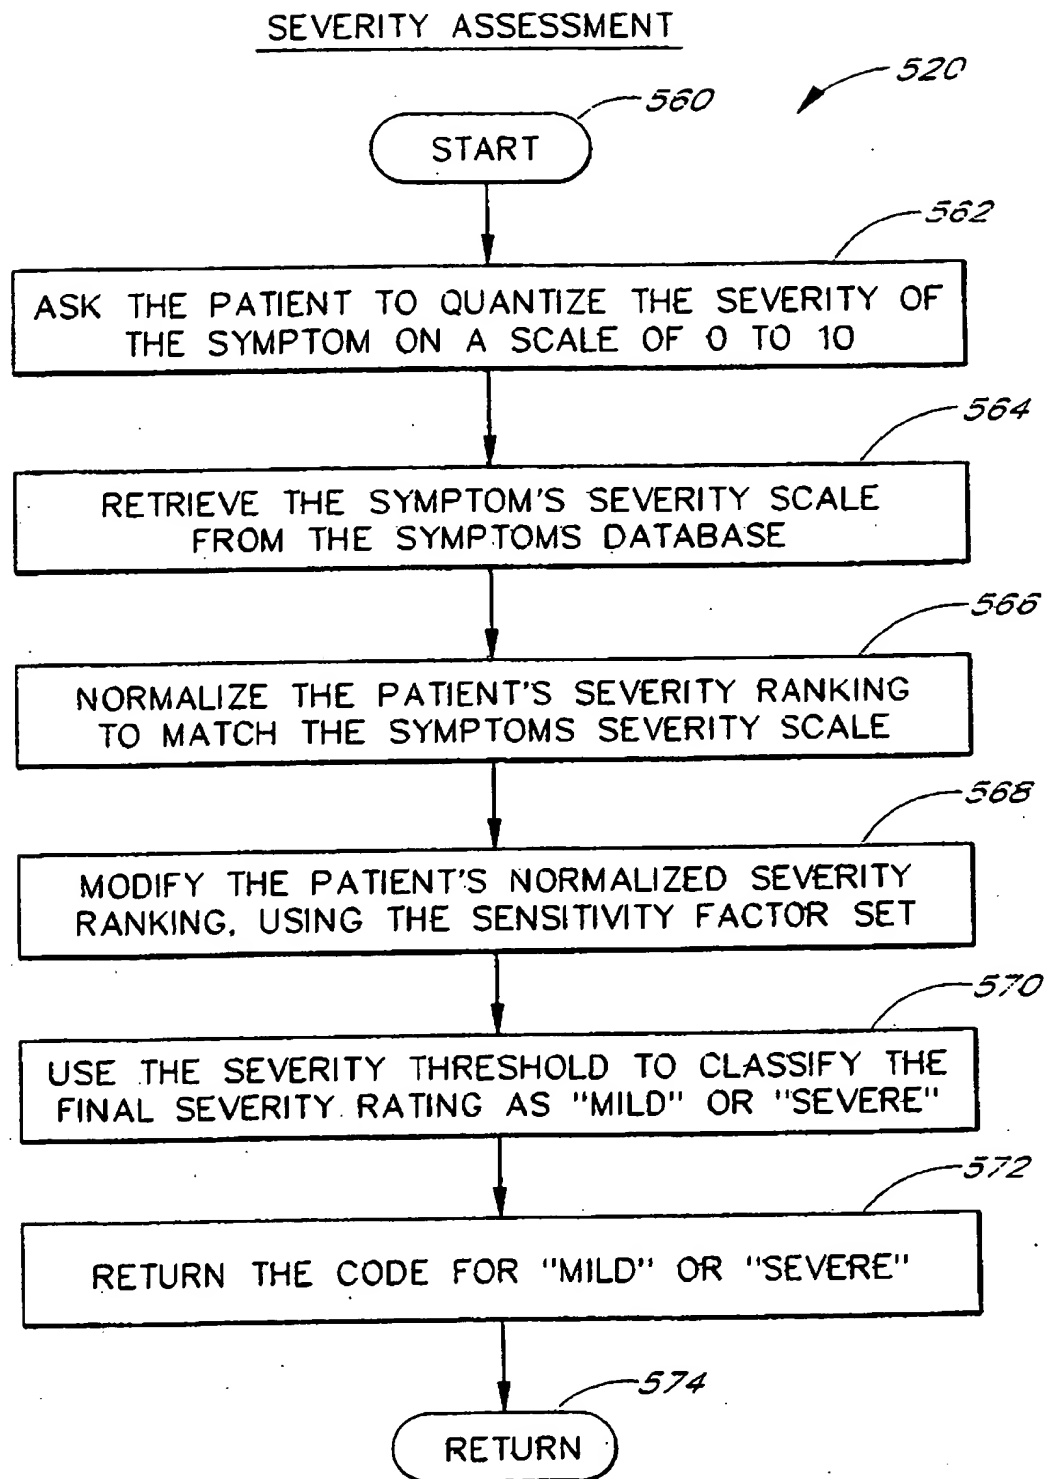 SEVERITY ASSESSMENT
520
560
START
562
ASK THE PATIENT TO QUANTIZE THE SEVERITY OF
THE SYMPTOM ON A SCALE OF 0 TO 10
564
RETRIEVE THE SYMPTOM'S SEVERITY SCALE
FROM THE SYMPTOMS DATABASE
566
NORMALIZE THE PATIENT'S SEVERITY RANKING
TO MATCH THE SYMPTOMS SEVERITY SCALE
568
MODIFY THE PATIENT'S NORMALIZED SEVERITY
RANKING, USING THE SENSITIVITY FACTOR SET
570
USE THE SEVERITY THRESHOLD TO CLASSIFY THE
FINAL SEVERITY RATING AS "MILD" OR "SEVERE"
572
RETURN THE CODE FOR "MILD" OR "SEVERE"
574
RETURN